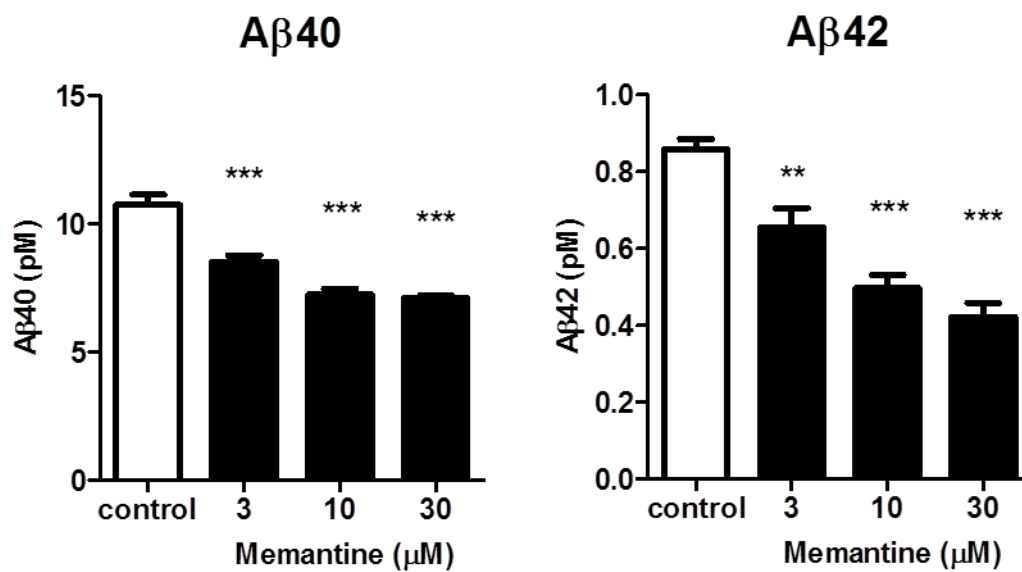 Aβ40
Aβ40 (pM)
15
10
5
0
***
***
***
control 3 10 30
Memantine (μM)
Aβ42
Aβ42 (pM)
1.0
0.8
0.6
0.4
0.2
0.0
**
***
***
control 3 10 30
Memantine (μM)